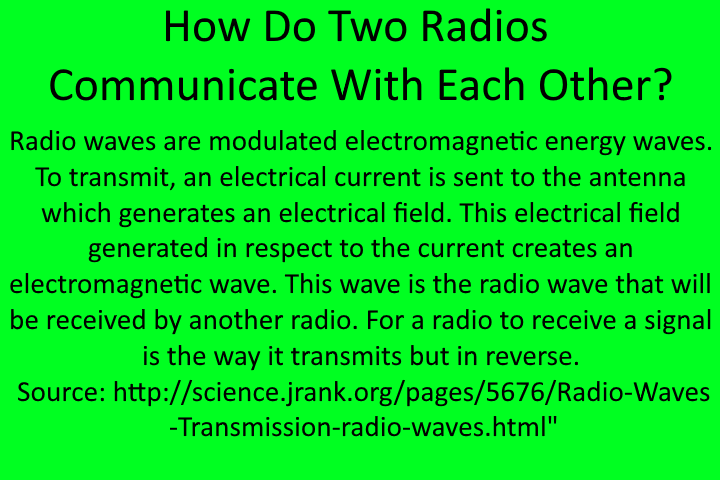 How Do Two Radios
Communicate With Each Other?
Radio waves are modulated electromagnetic energy waves.
To transmit, an electrical current is sent to the antenna
which generates an electrical field. This electrical field
generated in respect to the current creates an
electromagnetic wave. This wave is the radio wave that will
be received by another radio. For a radio to receive a signal
is the way it transmits but in reverse.
Source: http://science.jrank.org/pages/5676/Radio-Waves
-Transmission-radio-waves.html"